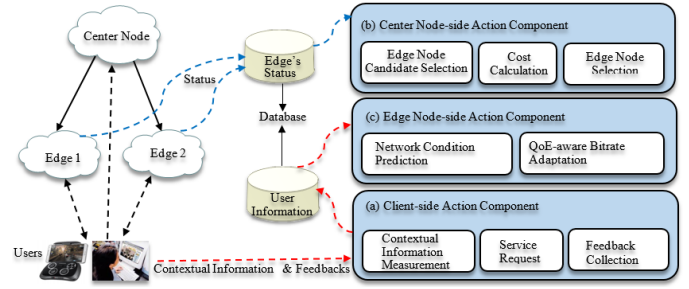 Center Node
Status
Edge 1
Edge 2
Users
Edge's
Status
Database
User
Information
Contextual Information & Feedbacks
(b) Center Node-side Action Component
Edge Node
Candidate Selection
Cost
Calculation
Edge Node
Selection
(c) Edge Node-side Action Component
Network Condition
Prediction
QoE-aware Bitrate
Adaptation
(a) Client-side Action Component
Contextual
Information
Measurement
Service
Request
Feedback
Collection